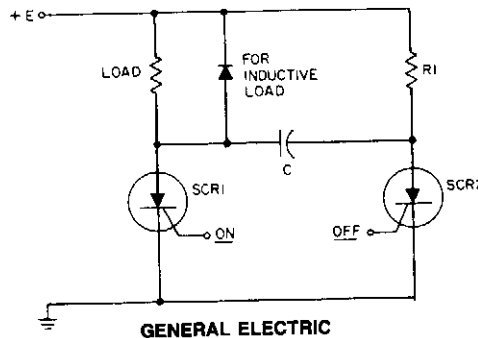 + E
LOAD
FOR
INDUCTIVE
LOAD
R1
C
SCR1
SCR2
ON
OFF
GENERAL ELECTRIC